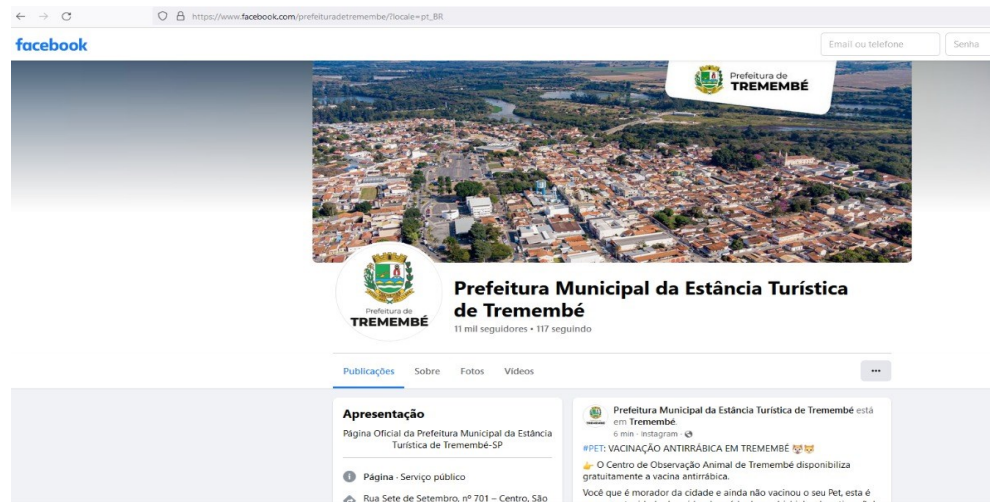 https://www.facebook.com/prefeituradetremembe/?locale=pt_BR
facebook
Email ou telefone
Senha
Prefeitura de
TREMEMBÉ
Prefeitura de
TREMEMBÉ
Prefeitura Municipal da Estância Turística
de Tremembé
11 mil seguidores • 117 seguindo
Publicações Sobre Fotos Vídeos
Apresentação
Página Oficial da Prefeitura Municipal da Estância
Turística de Tremembé-SP
Página · Serviço público
Rua Sete de Setembro, nº 701 – Centro, São
Prefeitura Municipal da Estância Turística de Tremembé está
em Tremembé.
6 min · Instagram ·
#PET: VACINAÇÃO ANTIRRÁBICA EM TREMEMBÉ 🐶🐱
👉 O Centro de Observação Animal de Tremembé disponibiliza
gratuitamente a vacina antirrábica.
Você que é morador da cidade e ainda não vacinou o seu Pet, esta é